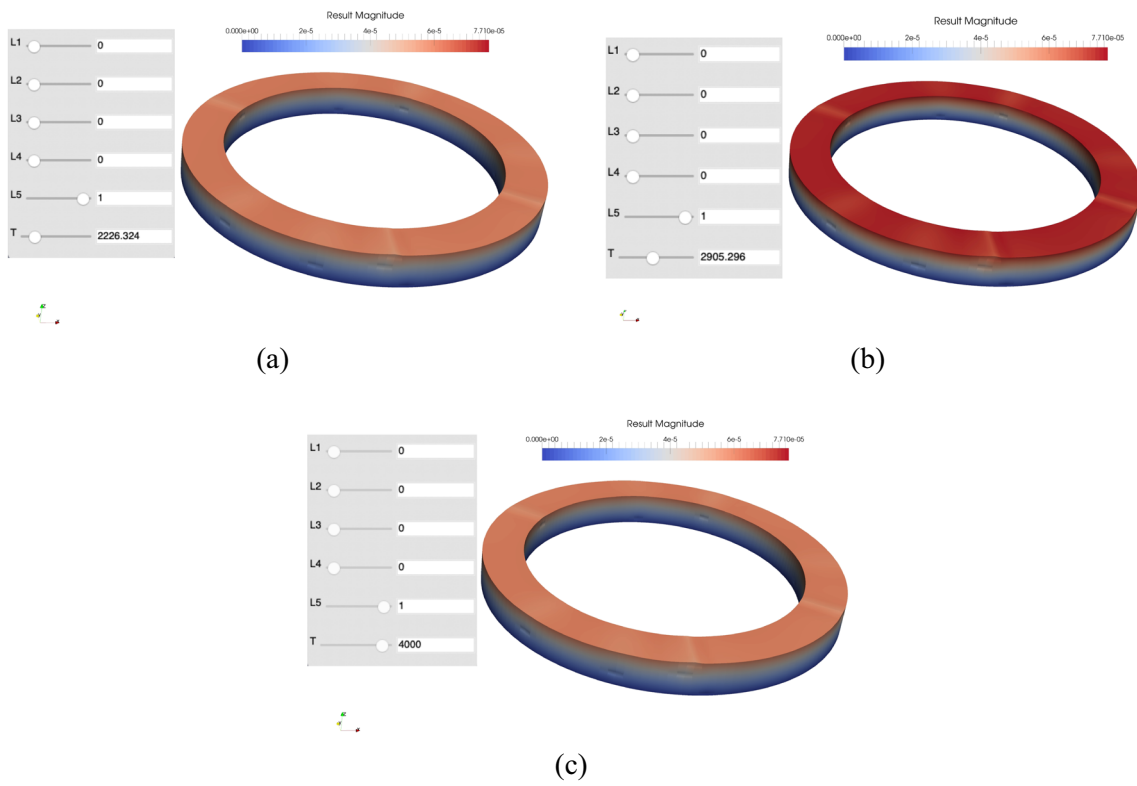 Result Magnitude
0.000e+00 2e-5 4e-5 6e-5 7.710e-05
L1 0
L2 0
L3 0
L4 0
L5 1
T 2226.324
(a)
Result Magnitude
0.000e+00 2e-5 4e-5 6e-5 7.710e-05
L1 0
L2 0
L3 0
L4 0
L5 1
T 2905.296
(b)
Result Magnitude
0.000e+00 2e-5 4e-5 6e-5 7.710e-05
L1 0
L2 0
L3 0
L4 0
L5 1
T 4000
(c)